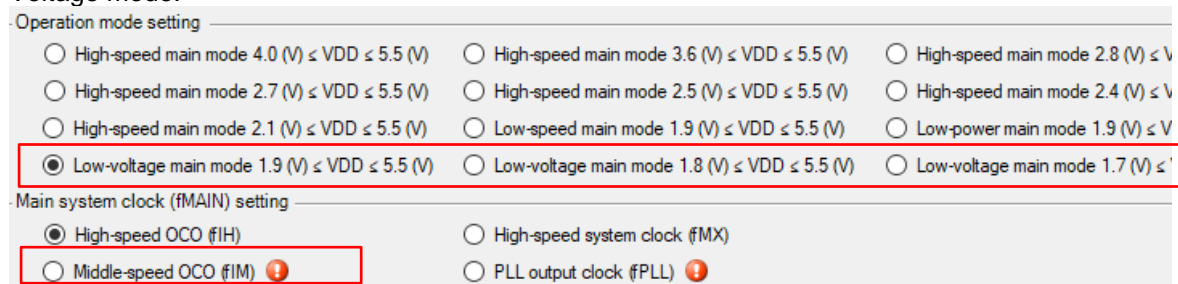 voltage mode.
Operation mode setting
High-speed main mode 4.0 (V) ≤ VDD ≤ 5.5 (V) High-speed main mode 3.6 (V) ≤ VDD ≤ 5.5 (V) High-speed main mode 2.8 (V) ≤ V
High-speed main mode 2.7 (V) ≤ VDD ≤ 5.5 (V) High-speed main mode 2.5 (V) ≤ VDD ≤ 5.5 (V) High-speed main mode 2.4 (V) ≤ V
High-speed main mode 2.1 (V) ≤ VDD ≤ 5.5 (V) Low-speed main mode 1.9 (V) ≤ VDD ≤ 5.5 (V) Low-power main mode 1.9 (V) ≤ V
Low-voltage main mode 1.9 (V) ≤ VDD ≤ 5.5 (V) Low-voltage main mode 1.8 (V) ≤ VDD ≤ 5.5 (V) Low-voltage main mode 1.7 (V) ≤
Main system clock (fMAIN) setting
High-speed OCO (fIH) High-speed system clock (fMX)
Middle-speed OCO (fIM) PLL output clock (fPLL)